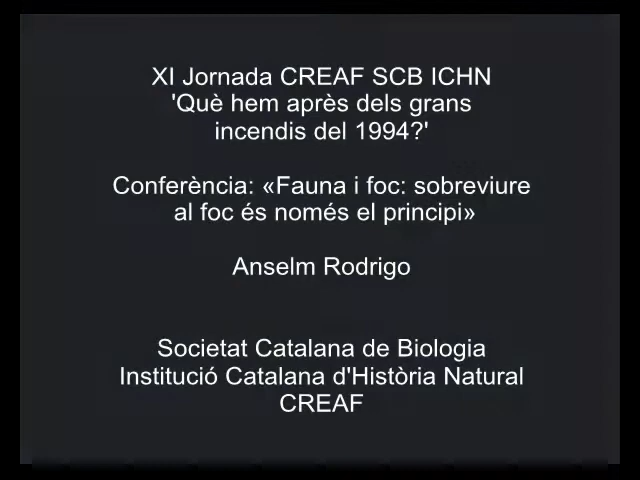 XI Jornada CREAF SCB ICHN
'Què hem après dels grans
incendis del 1994?'
Conferència: «Fauna i foc: sobreviure
al foc és només el principi»
Anselm Rodrigo
Societat Catalana de Biologia
Institució Catalana d'Història Natural
CREAF